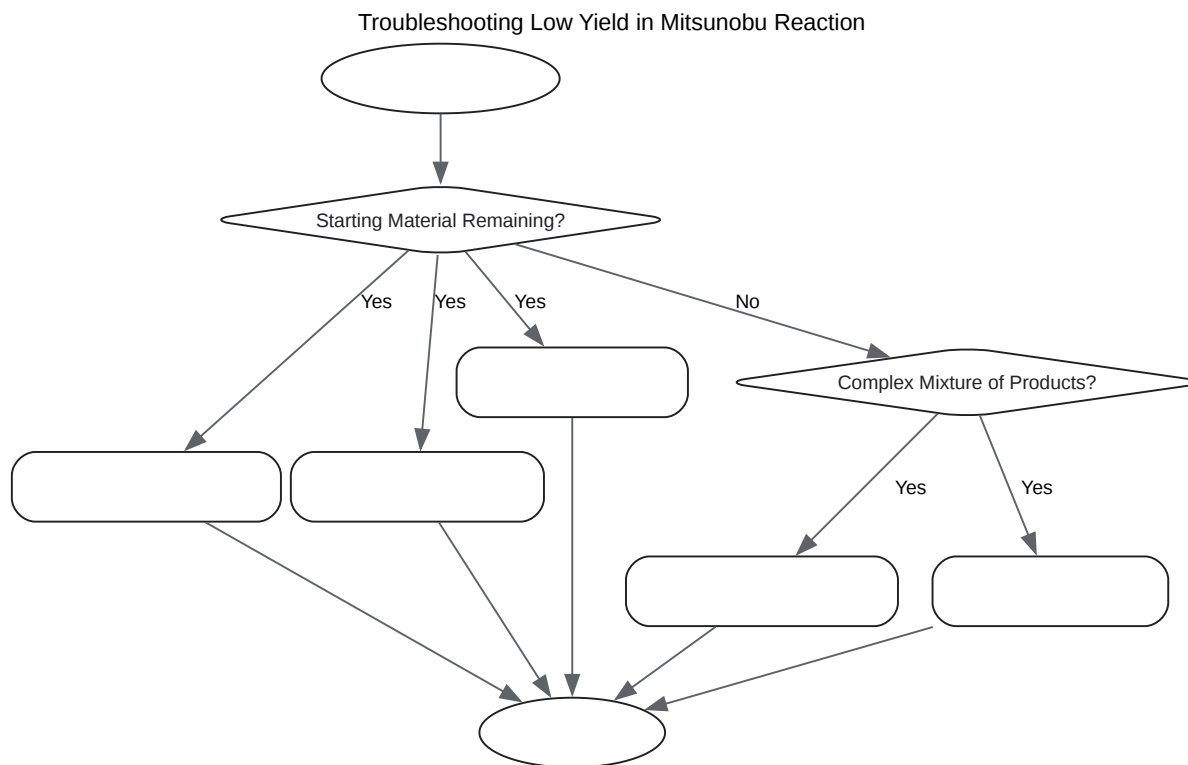 Troubleshooting Low Yield in Mitsunobu Reaction
Starting Material Remaining?
Yes
Yes
Yes
No
Complex Mixture of Products?
Yes
Yes